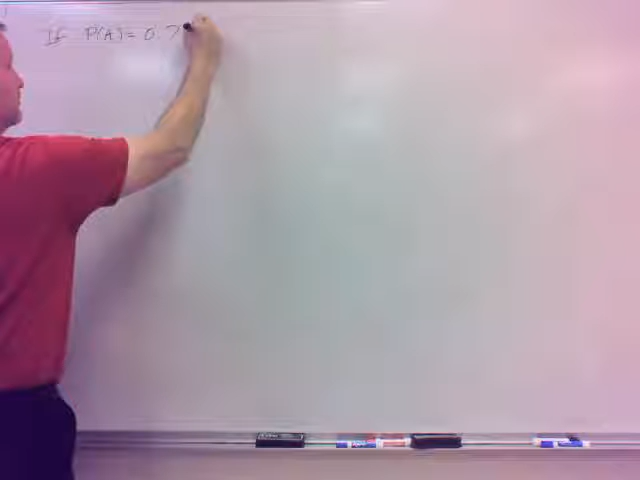 If P(A) = 0.7